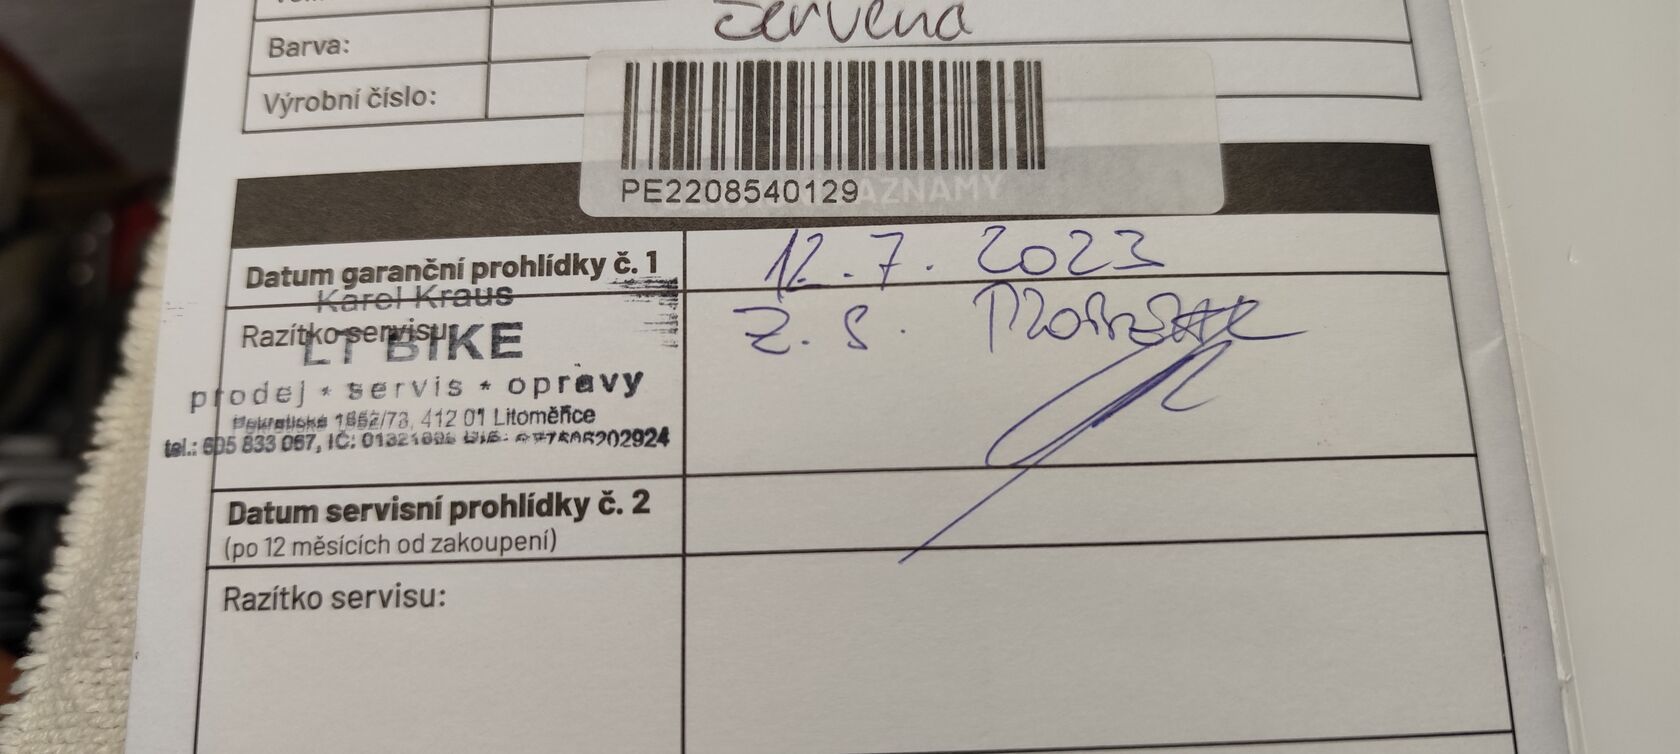 Barva: červená
Výrobní číslo:
PE2208540129
Datum garanční prohlídky č. 1 12. 7. 2023
Karel Kraus
Razítko servisu:
Z. S.
LT BIKE
prodej * servis * opravy
412 01 Litoměřice
tel.: 605 833 067, IČ:
Datum servisní prohlídky č. 2
(po 12 měsících od zakoupení)
Razítko servisu: